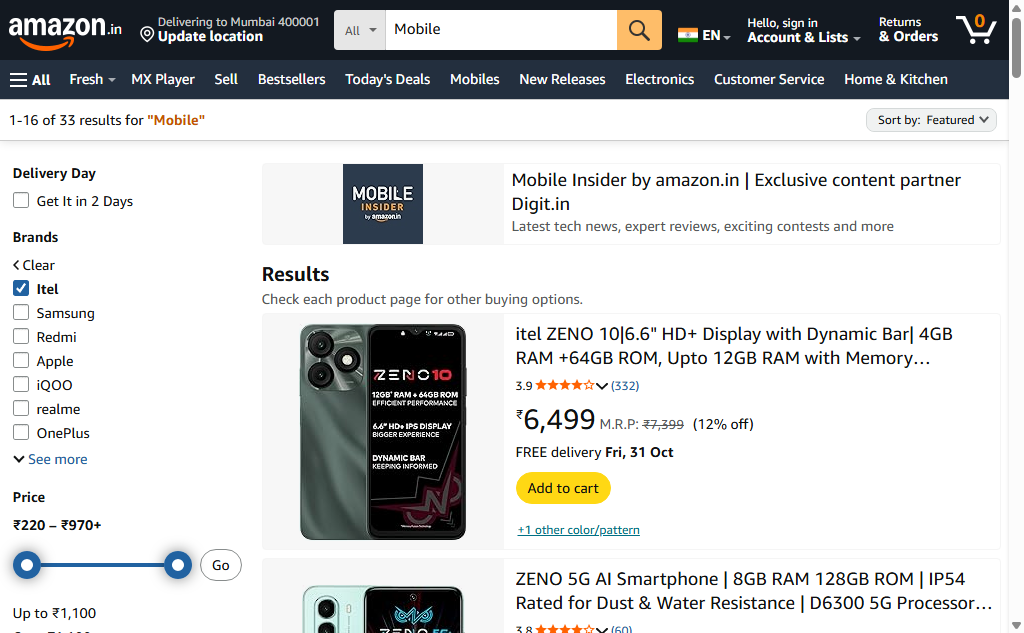 amazon.in
Delivering to Mumbai 400001
Update location
All
Mobile
EN
Hello, sign in
Account & Lists
Returns
& Orders
0
All
Fresh
MX Player
Sell
Bestsellers
Today's Deals
Mobiles
New Releases
Electronics
Customer Service
Home & Kitchen
1-16 of 33 results for "Mobile"
Sort by: Featured
Delivery Day
Get It in 2 Days
Brands
Clear
Itel
Samsung
Redmi
Apple
iQOO
realme
OnePlus
See more
Price
₹220 – ₹970+
Go
Up to ₹1,100
MOBILE
INSIDER
by amazon.in
Mobile Insider by amazon.in | Exclusive content partner
Digit.in
Latest tech news, expert reviews, exciting contests and more
Results
Check each product page for other buying options.
ZENO10
12GB* RAM + 64GB ROM
EFFICIENT PERFORMANCE
6.6" HD+ IPS DISPLAY
BIGGER EXPERIENCE
DYNAMIC BAR
KEEPING INFORMED
itel ZENO 10|6.6" HD+ Display with Dynamic Bar| 4GB
RAM +64GB ROM, Upto 12GB RAM with Memory…
3.9 (332)
₹6,499 M.R.P: ₹7,399 (12% off)
FREE delivery Fri, 31 Oct
Add to cart
+1 other color/pattern
ZENO 5G AI Smartphone | 8GB RAM 128GB ROM | IP54
Rated for Dust & Water Resistance | D6300 5G Processor…
3.8 (60)